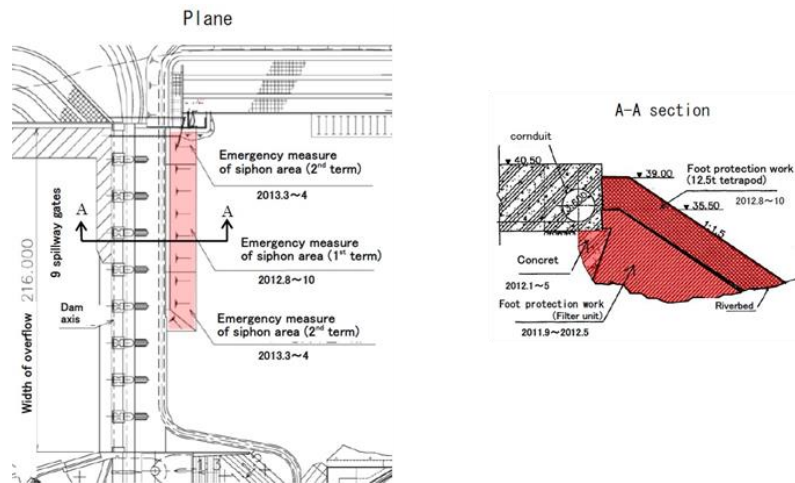 Plane
Emergency measure
of siphon area (2nd term)
2013.3~4
A
A
Emergency measure
of siphon area (1st term)
2012.8~10
Emergency measure
of siphon area (2nd term)
2013.3~4
9 spillway gates
Width of overflow 216.000
Dam
axis
A-A section
cornduit
40.50
39.00
Foot protection work
(12.5t tetrapod)
2012.8~10
35.50
1:1.5
Concret
2012.1~5
Foot protection work
(Filter unit)
2011.9~2012.5
Riverbed